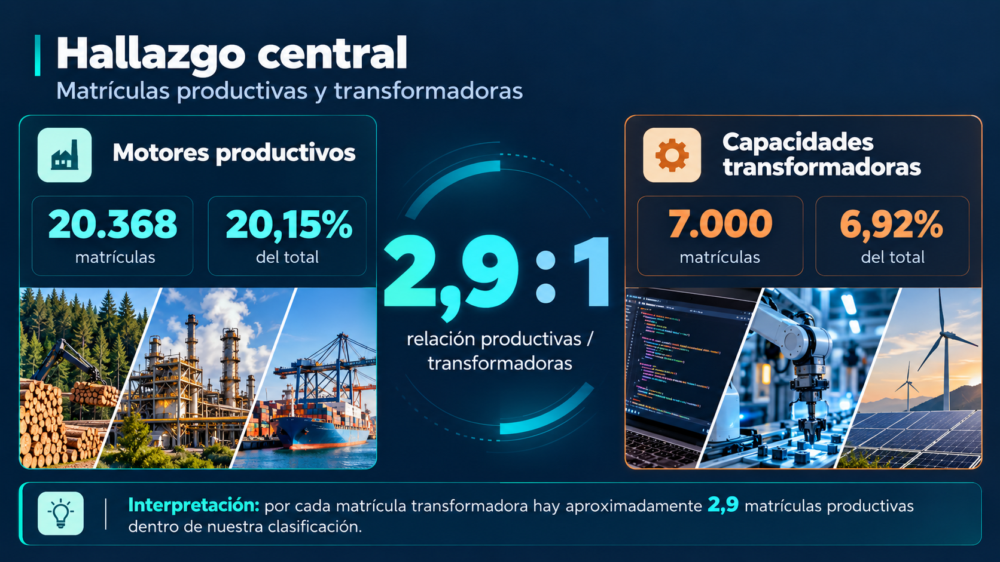 Hallazgo central
Matrículas productivas y transformadoras
Motores productivos
20.368
matrículas
20,15%
del total
2,9:1
relación productivas /
transformadoras
Capacidades
transformadoras
7.000
matrículas
6,92%
del total
Interpretación: por cada matrícula transformadora hay aproximadamente 2,9 matrículas productivas
dentro de nuestra clasificación.